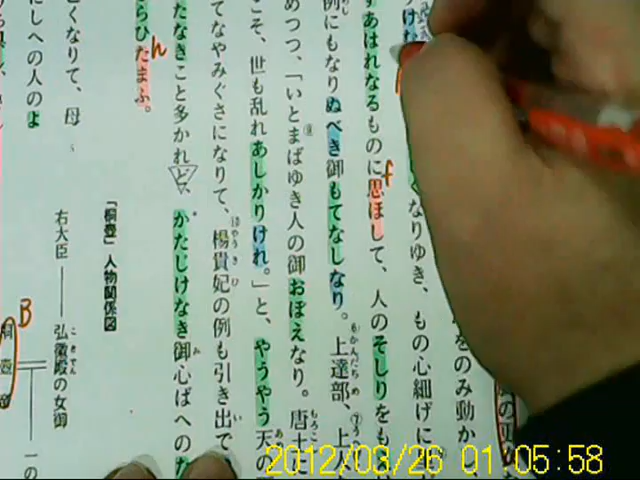 なりゆき、もの心細げに
をのみ動か
すあはれなるものに思ほして、人のそしりをも
例にもなりぬべき御もてなしなり。上達部、上人
めつつ、「いとまばゆき人の御おぼえなり。唐土に
こそ、世も乱れあしかりけれ。」と、やうやう天の
てなやみぐさになりて、楊貴妃の例も引き出で
たなきこと多かれど、かたじけなき御心ばへのた
らひたまふ。
h
f
「桐壺」人物関係図
亡くなりて、母
右大臣
弘徽殿の女御
にしへの人のよ
一の
B
2012/03/26 01:05:58